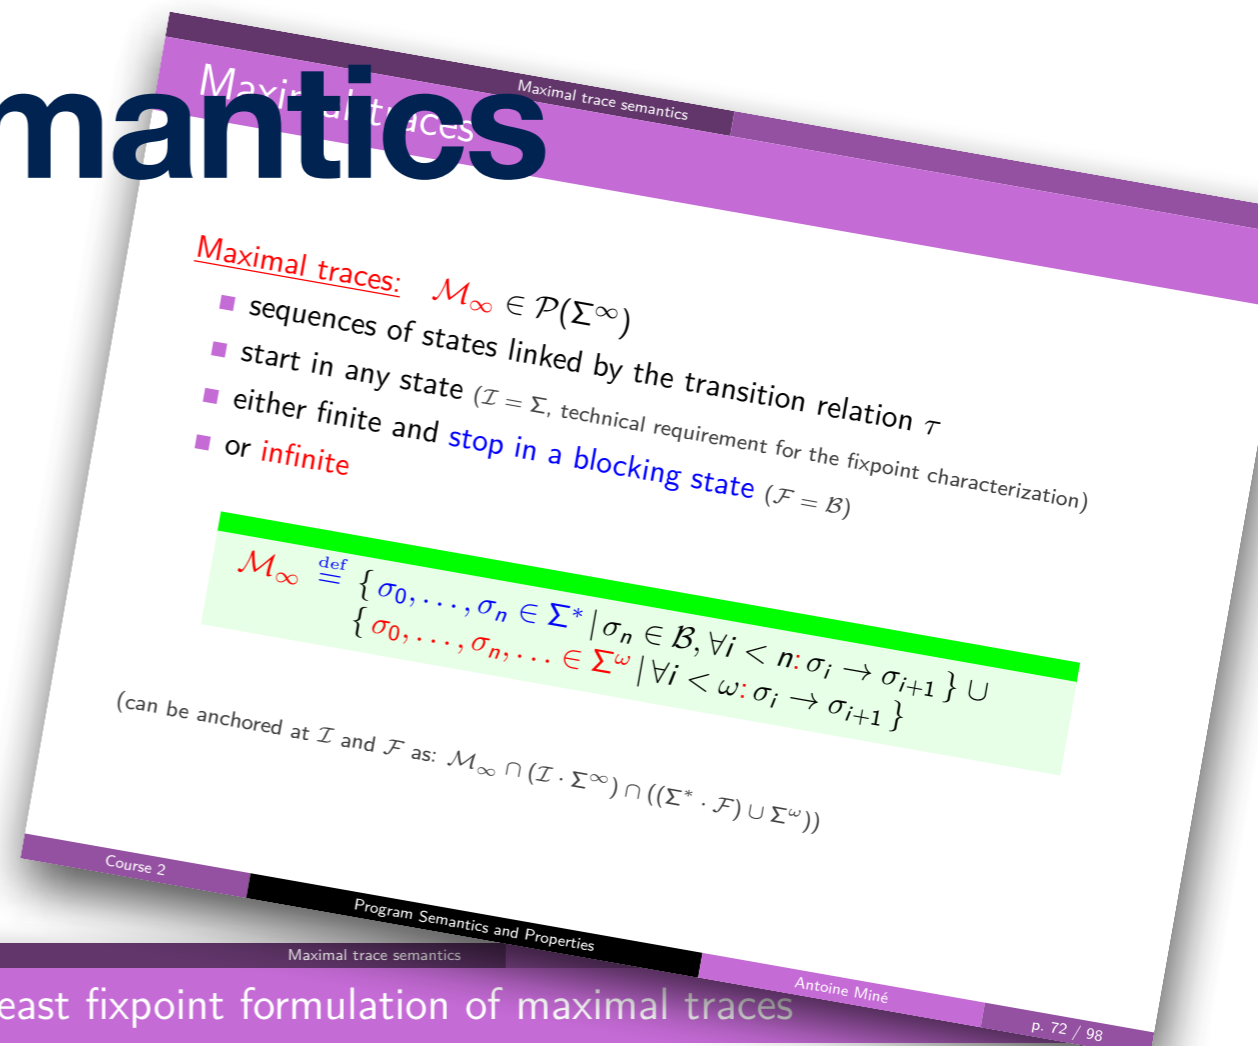 mantics
Maximal trace semantics
Maximal traces
Maximal traces: 𝓜∞ ∈ 𝒫(Σ^∞)
■ sequences of states linked by the transition relation τ
■ start in any state (ℐ = Σ, technical requirement for the fixpoint characterization)
■ either finite and stop in a blocking state (ℱ = ℬ)
■ or infinite
𝓜∞ def= { σ₀, …, σₙ ∈ Σ* | σₙ ∈ ℬ, ∀i < n: σᵢ → σᵢ₊₁ } ∪
{ σ₀, …, σₙ, … ∈ Σ^ω | ∀i < ω: σᵢ → σᵢ₊₁ }
(can be anchored at ℐ and ℱ as: 𝓜∞ ∩ (ℐ · Σ^∞) ∩ ((Σ* · ℱ) ∪ Σ^ω))
Course 2
Program Semantics and Properties
Antoine Miné
p. 72 / 98
Maximal trace semantics
east fixpoint formulation of maximal traces